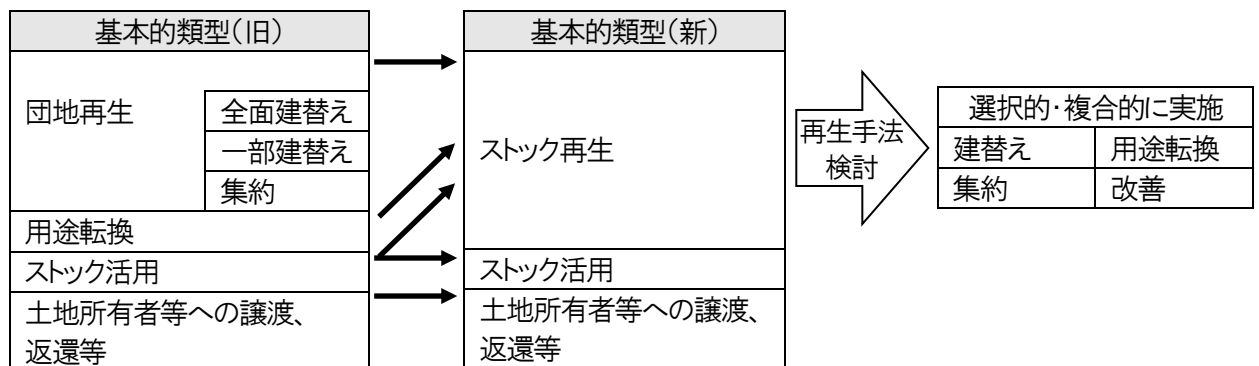 基本的類型(旧)
団地再生
全面建替え
一部建替え
集約
用途転換
ストック活用
土地所有者等への譲渡、
返還等
基本的類型(新)
ストック再生
ストック活用
土地所有者等への譲渡、
返還等
再生手法
検討
選択的・複合的に実施
建替え
用途転換
集約
改善